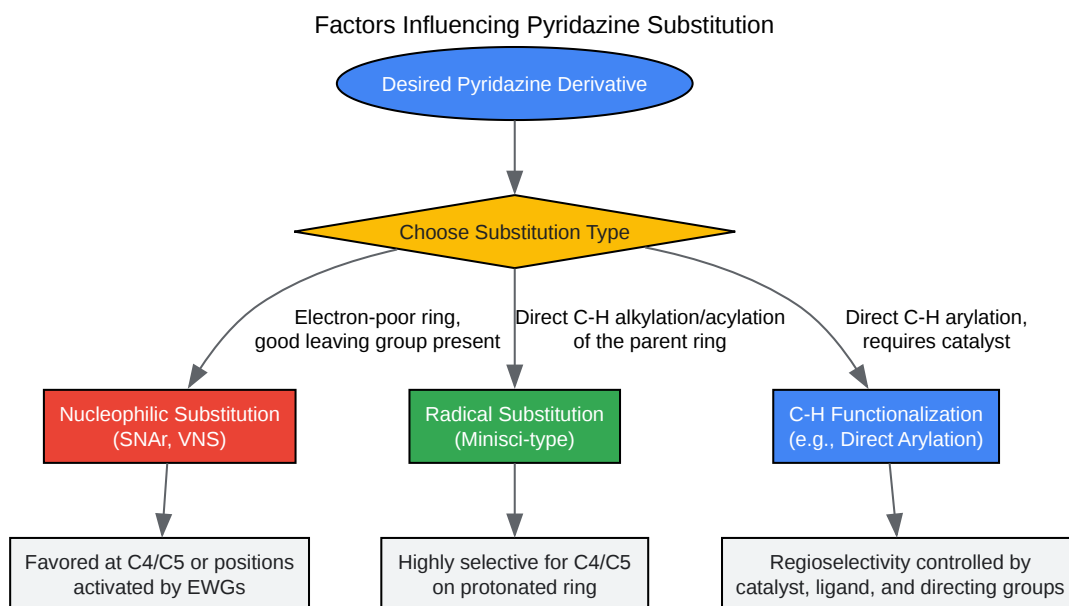 Factors Influencing Pyridazine Substitution
Desired Pyridazine Derivative
Choose Substitution Type
Electron-poor ring,
good leaving group present
Direct C-H alkylation/acylation
of the parent ring
Direct C-H arylation,
requires catalyst
Nucleophilic Substitution
(SNAr, VNS)
Radical Substitution
(Minisci-type)
C-H Functionalization
(e.g., Direct Arylation)
Favored at C4/C5 or positions
activated by EWGs
Highly selective for C4/C5
on protonated ring
Regioselectivity controlled by
catalyst, ligand, and directing groups